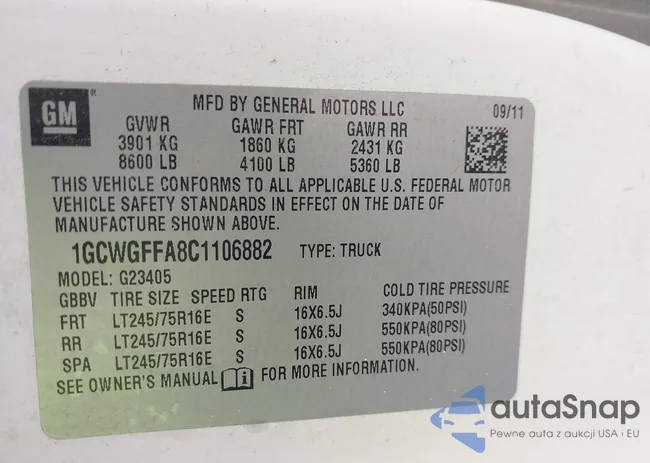 GM
MFD BY GENERAL MOTORS LLC 09/11
GVWR GAWR FRT GAWR RR
3901 KG 1860 KG 2431 KG
8600 LB 4100 LB 5360 LB
THIS VEHICLE CONFORMS TO ALL APPLICABLE U.S. FEDERAL MOTOR
VEHICLE SAFETY STANDARDS IN EFFECT ON THE DATE OF
MANUFACTURE SHOWN ABOVE.
1GCWGFFA8C1106882 TYPE: TRUCK
MODEL: G23405
GBBV TIRE SIZE SPEED RTG RIM COLD TIRE PRESSURE
FRT LT245/75R16E S 16X6.5J 340KPA(50PSI)
RR LT245/75R16E S 16X6.5J 550KPA(80PSI)
SPA LT245/75R16E S 16X6.5J 550KPA(80PSI)
SEE OWNER'S MANUAL i FOR MORE INFORMATION.
autaSnap
Pewne auta z aukcji USA i EU